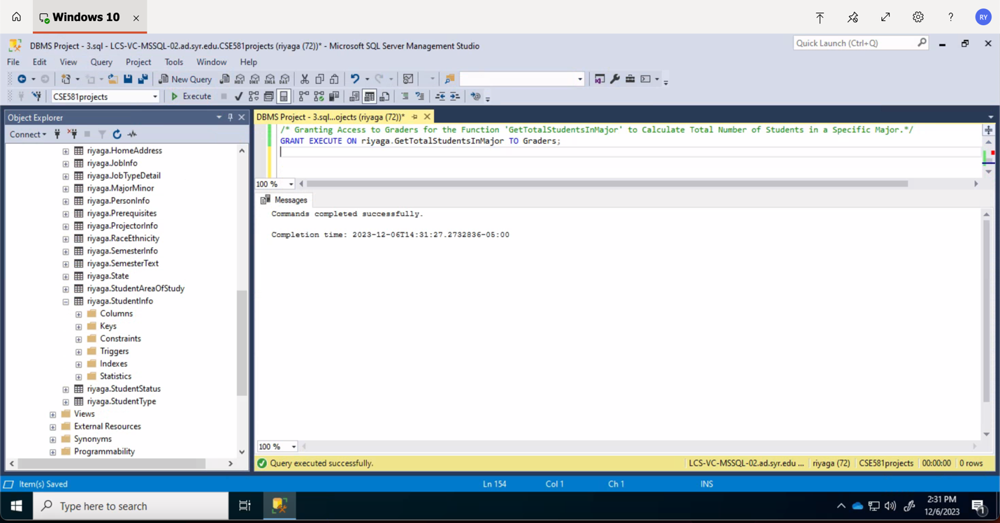 Windows 10
RY
DBMS Project - 3.sql - LCS-VC-MSSQL-02.ad.syr.edu.CSE581projects (riyaga (72))* - Microsoft SQL Server Management Studio
Quick Launch (Ctrl+Q)
File Edit View Query Project Tools Window Help
New Query
MDX DMX XMLA DAX
CSE581projects
Execute
Object Explorer
DBMS Project - 3.sql...ojects (riyaga (72))*
Connect
riyaga.HomeAddress
riyaga.JobInfo
riyaga.JobTypeDetail
riyaga.MajorMinor
riyaga.PersonInfo
riyaga.Prerequisites
riyaga.ProjectorInfo
riyaga.RaceEthnicity
riyaga.SemesterInfo
riyaga.SemesterText
riyaga.State
riyaga.StudentAreaOfStudy
riyaga.StudentInfo
Columns
Keys
Constraints
Triggers
Indexes
Statistics
riyaga.StudentStatus
riyaga.StudentType
Views
External Resources
Synonyms
Programmability
/* Granting Access to Graders for the Function 'GetTotalStudentsInMajor' to Calculate Total Number of Students in a Specific Major.*/
GRANT EXECUTE ON riyaga.GetTotalStudentsInMajor TO Graders;
100 %
Messages
Commands completed successfully.
Completion time: 2023-12-06T14:31:27.2732836-05:00
100 %
Query executed successfully.
LCS-VC-MSSQL-02.ad.syr.edu ... riyaga (72) CSE581projects 00:00:00 0 rows
Item(s) Saved
Ln 154 Col 1 Ch 1 INS
Type here to search
2:31 PM
12/6/2023
1